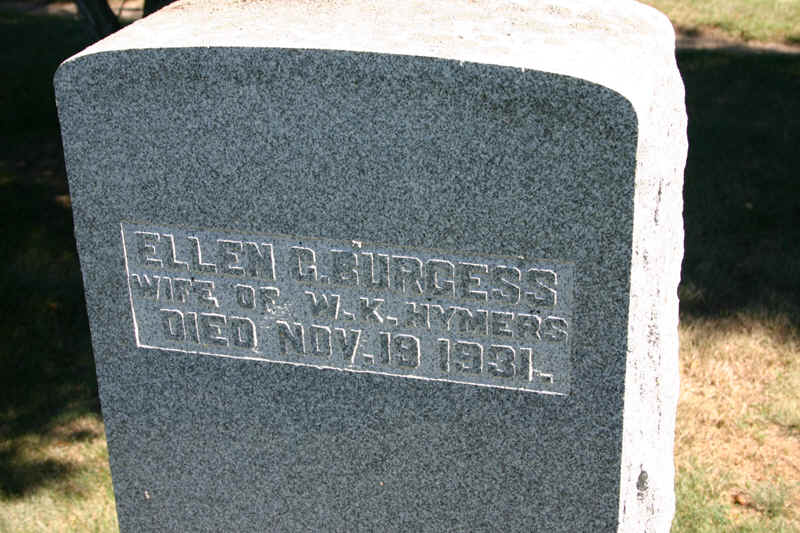 ELLEN C. BURGESS
WIFE OF W. K. HYMERS
DIED NOV. 19 1931.